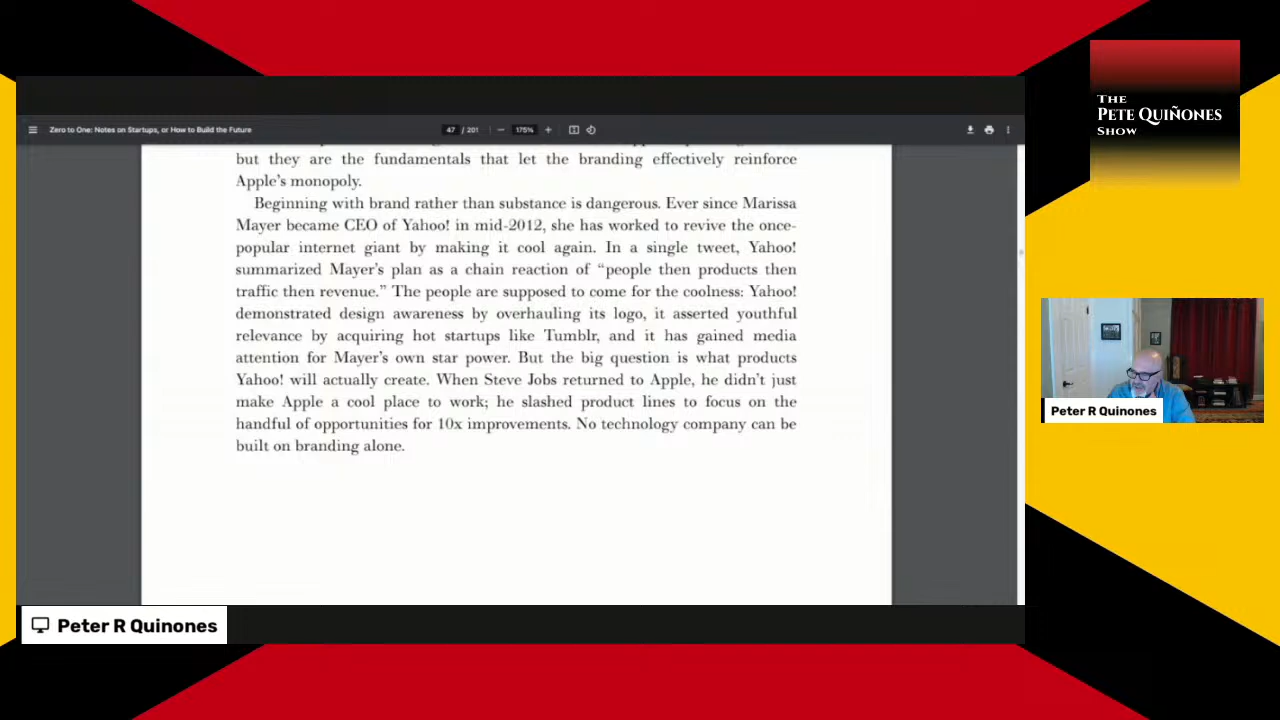 THE
PETE QUIÑONES
SHOW
Zero to One: Notes on Startups, or How to Build the Future
47 / 201
175%
but they are the fundamentals that let the branding effectively reinforce
Apple's monopoly.
Beginning with brand rather than substance is dangerous. Ever since Marissa
Mayer became CEO of Yahoo! in mid-2012, she has worked to revive the once-
popular internet giant by making it cool again. In a single tweet, Yahoo!
summarized Mayer's plan as a chain reaction of “people then products then
traffic then revenue.” The people are supposed to come for the coolness: Yahoo!
demonstrated design awareness by overhauling its logo, it asserted youthful
relevance by acquiring hot startups like Tumblr, and it has gained media
attention for Mayer's own star power. But the big question is what products
Yahoo! will actually create. When Steve Jobs returned to Apple, he didn't just
make Apple a cool place to work; he slashed product lines to focus on the
handful of opportunities for 10x improvements. No technology company can be
built on branding alone.
Peter R Quinones
Peter R Quinones